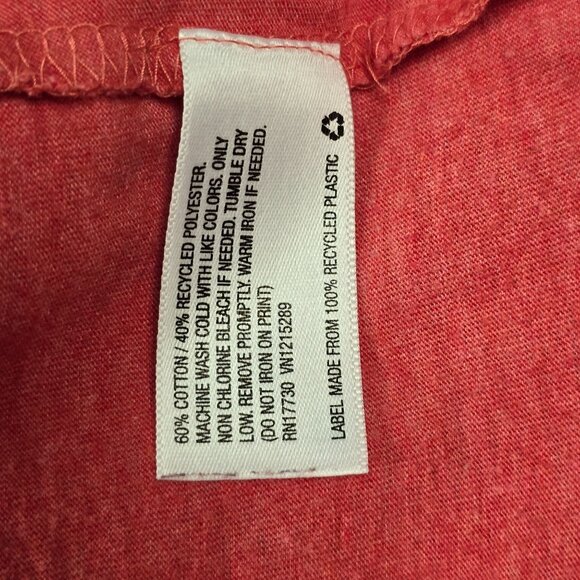 60% COTTON / 40% RECYCLED POLYESTER.
MACHINE WASH COLD WITH LIKE COLORS. ONLY
NON CHLORINE BLEACH IF NEEDED. TUMBLE DRY
LOW. REMOVE PROMPTLY. WARM IRON IF NEEDED.
(DO NOT IRON ON PRINT)
RN17730 VN1215289
LABEL MADE FROM 100% RECYCLED PLASTIC